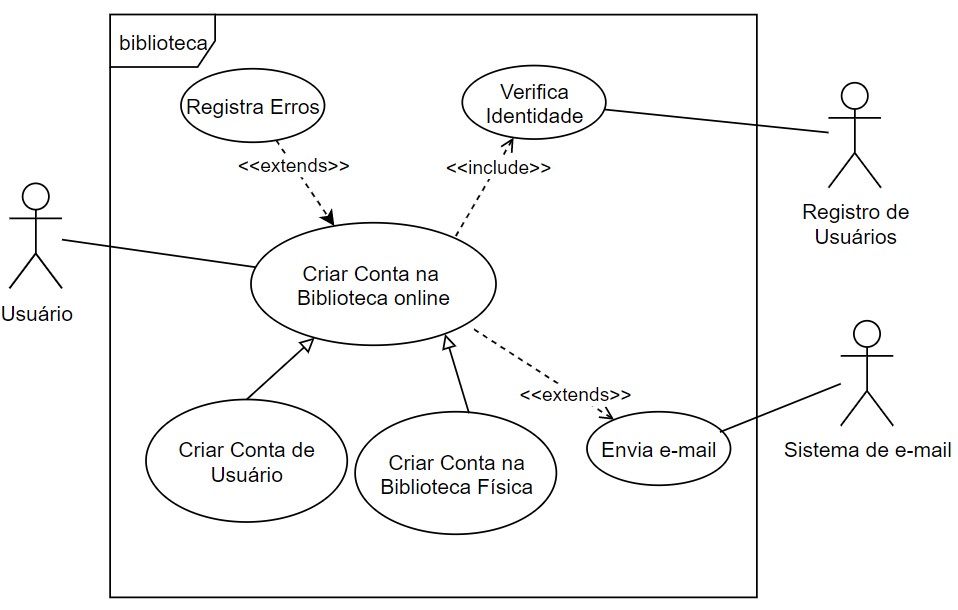 biblioteca
Registra Erros
Verifica
Identidade
<<extends>>
<<include>>
Registro de
Usuários
Usuário
Criar Conta na
Biblioteca online
<<extends>>
Criar Conta de
Usuário
Criar Conta na
Biblioteca Física
Envia e-mail
Sistema de e-mail